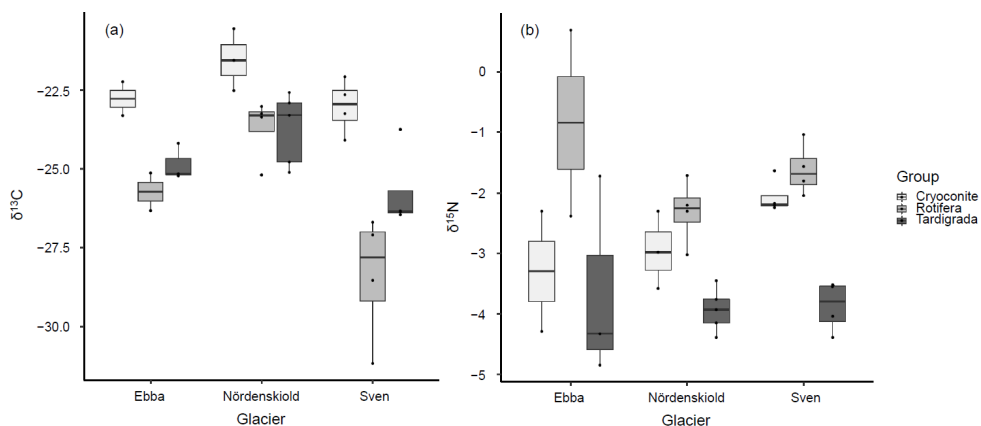 (a)
δ13C
−22.5
−25.0
−27.5
−30.0
Ebba
Nördenskiold
Sven
Glacier
(b)
δ15N
0
−1
−2
−3
−4
−5
Ebba
Nördenskiold
Sven
Glacier
Group
Cryoconite
Rotifera
Tardigrada